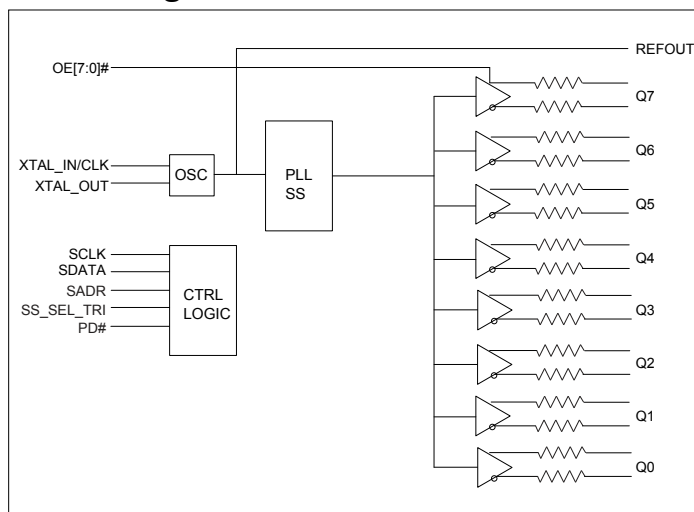 REFOUT
OE[7:0]#
Q7
Q6
XTAL_IN/CLK
XTAL_OUT
OSC
PLL
SS
Q5
Q4
SCLK
SDATA
SADR
SS_SEL_TRI
PD#
CTRL
LOGIC
Q3
Q2
Q1
Q0